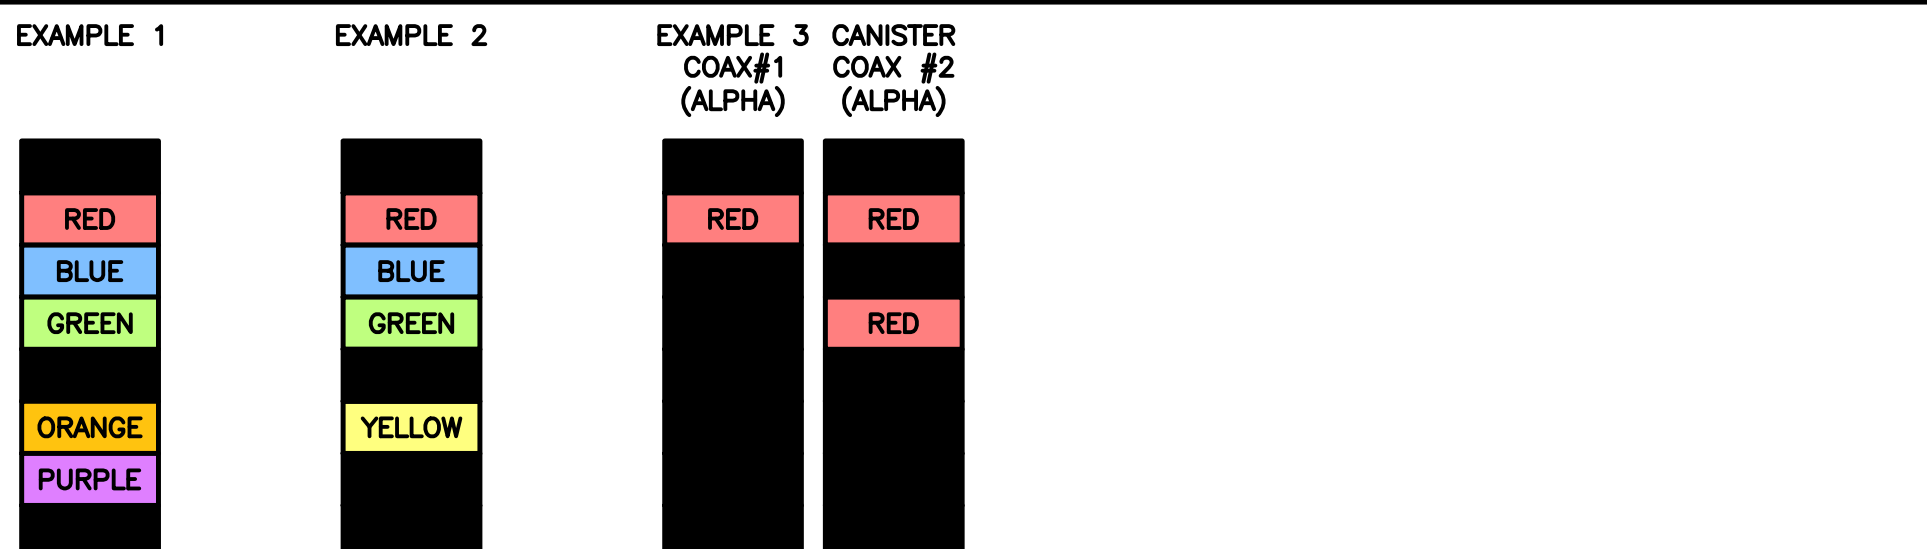 EXAMPLE 1
EXAMPLE 2
EXAMPLE 3 CANISTER
COAX#1 COAX #2
(ALPHA) (ALPHA)
RED RED RED RED
BLUE BLUE
GREEN GREEN RED
ORANGE YELLOW
PURPLE